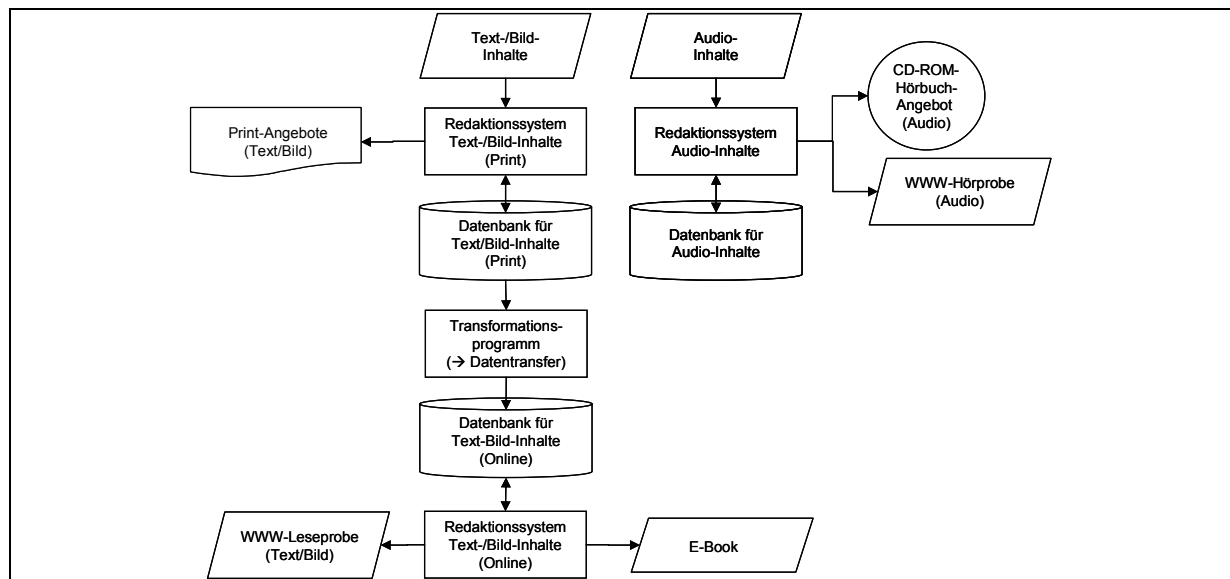 Text-/Bild-
Inhalte
Audio-
Inhalte
CD-ROM-
Hörbuch-
Angebot
(Audio)
Print-Angebote
(Text/Bild)
Redaktionssystem
Text-/Bild-Inhalte
(Print)
Redaktionssystem
Audio-Inhalte
WWW-Hörprobe
(Audio)
Datenbank für
Text/Bild-Inhalte
(Print)
Datenbank für
Audio-Inhalte
Transformations-
programm
(→ Datentransfer)
Datenbank für
Text-Bild-Inhalte
(Online)
WWW-Leseprobe
(Text/Bild)
Redaktionssystem
Text-/Bild-Inhalte
(Online)
E-Book